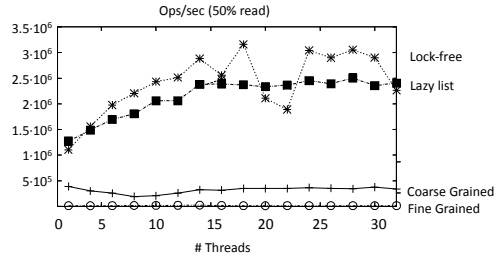 Ops/sec (50% read)
3.5·10⁶
3·10⁶
2.5·10⁶
2·10⁶
1.5·10⁶
1·10⁶
5·10⁵
Lock-free
Lazy list
Coarse Grained
Fine Grained
0 5 10 15 20 25 30
# Threads